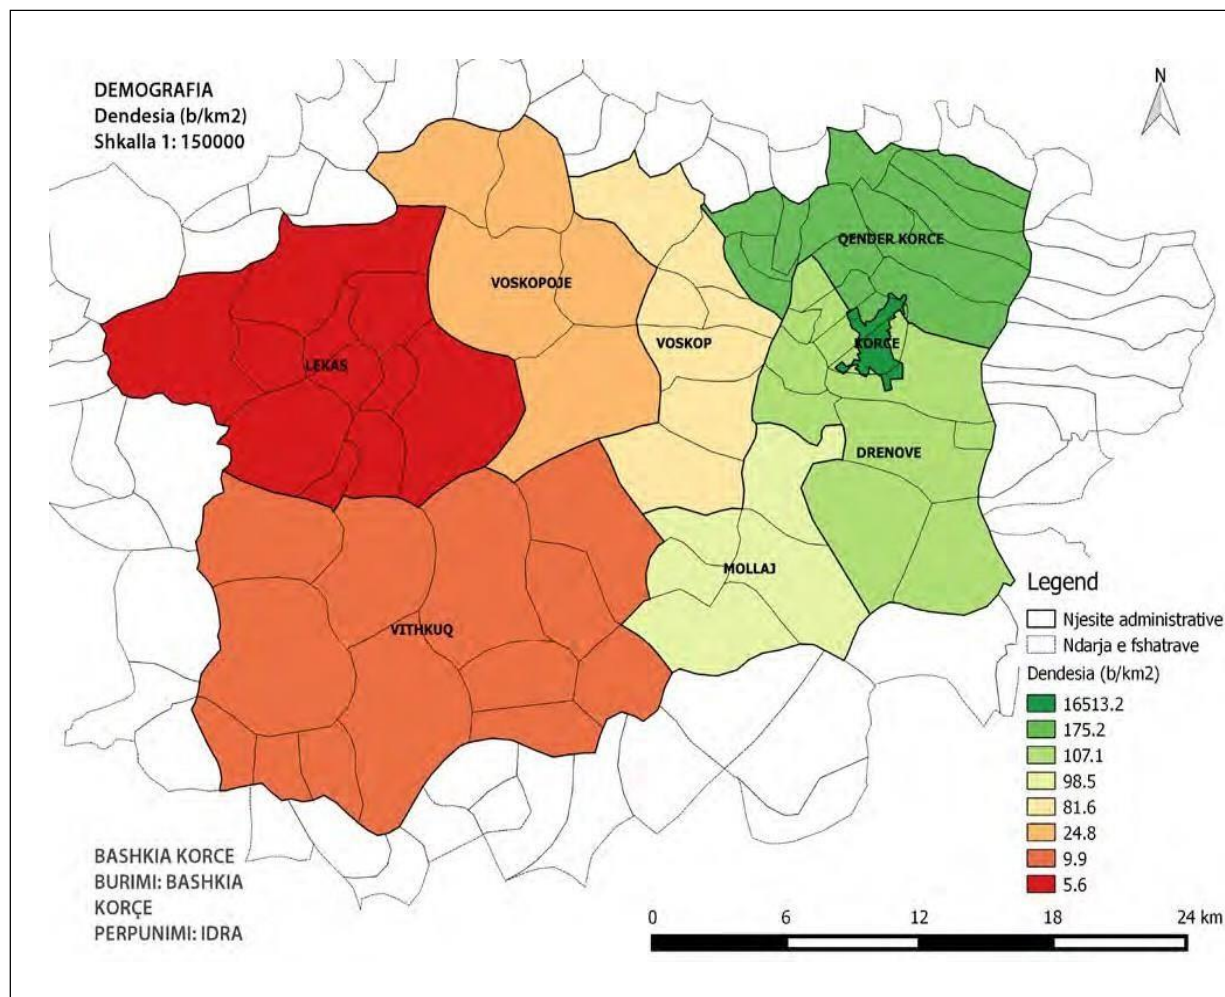 DEMOGRAFIA
Dendesia (b/km2)
Shkalla 1: 150000
N
QENDER KORCE
VOSKOPOJE
VOSKOP
KORCE
LEKAS
DRENOVE
MOLLAJ
VITHKUQ
Legend
Njesite administrative
Ndarja e fshatrave
Dendesia (b/km2)
16513.2
175.2
107.1
98.5
81.6
24.8
9.9
5.6
BASHKIA KORCE
BURIMI: BASHKIA
KORÇE
PERPUNIMI: IDRA
0 6 12 18 24 km